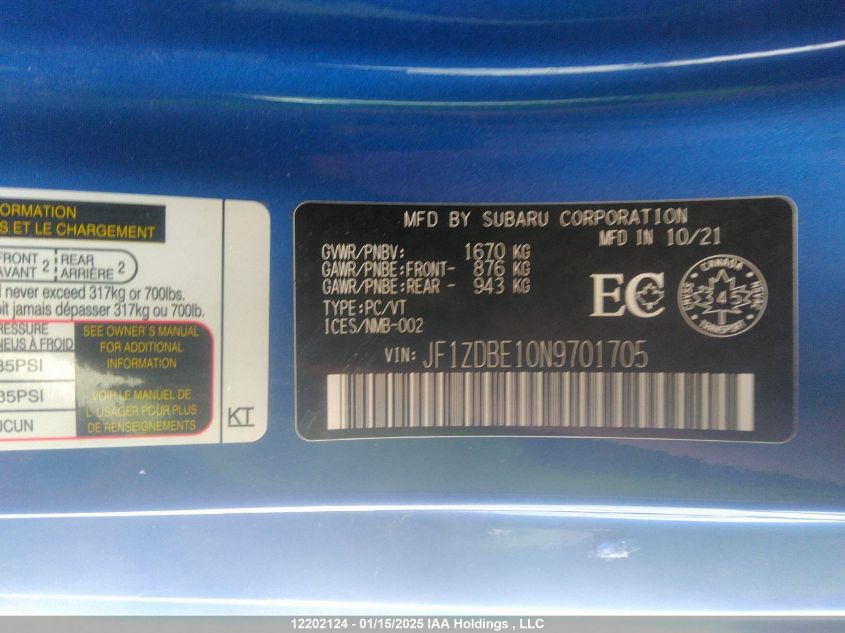 ORMATION
S ET LE CHARGEMENT
FRONT AVANT 2 REAR ARRIÈRE 2
l never exceed 317kg or 700lbs.
oit jamais dépasser 317kg ou 700lb.
RESSURE
NEUS À FROID
35PSI
35PSI
UCUN
SEE OWNER'S MANUAL
FOR ADDITIONAL
INFORMATION
VOIR LE MANUEL DE
L'USAGER POUR PLUS
DE RENSEIGNEMENTS
KT
MFD BY SUBARU CORPORATION
MFD IN 10/21
GVWR/PNBV: 1670 KG
GAWR/PNBE:FRONT- 876 KG
GAWR/PNBE:REAR - 943 KG
TYPE:PC/VT
ICES/NMB-002
EC
CANADA
345
TRANSPORT
VIN: JF1ZDBE10N9701705
12202124 - 01/15/2025 IAA Holdings , LLC